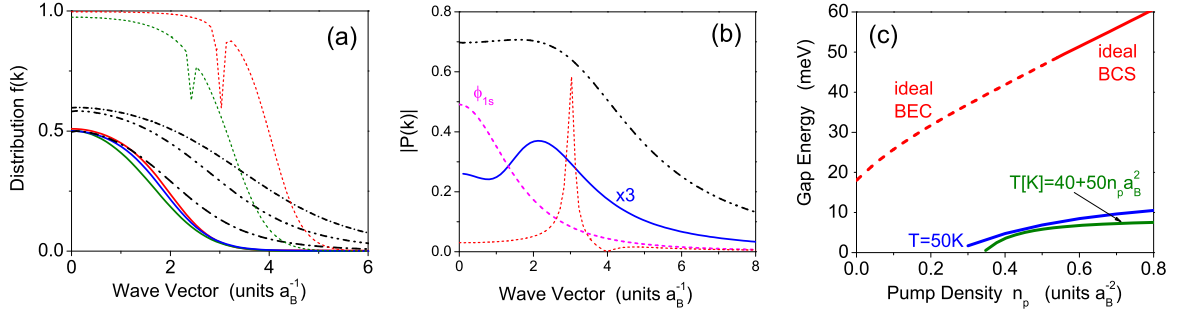 (a)
Distribution f(k)
1.0
0.5
0.0
0
2
4
6
Wave Vector (units a_B^-1)
(b)
|P(k)|
0.8
0.6
0.4
0.2
0.0
ϕ_1s
x3
0
2
4
6
8
Wave Vector (units a_B^-1)
(c)
Gap Energy (meV)
60
50
40
30
20
10
0
ideal
BEC
ideal
BCS
T[K]=40+50n_p a_B^2
T=50K
0.0
0.2
0.4
0.6
0.8
Pump Density n_p (units a_B^-2)